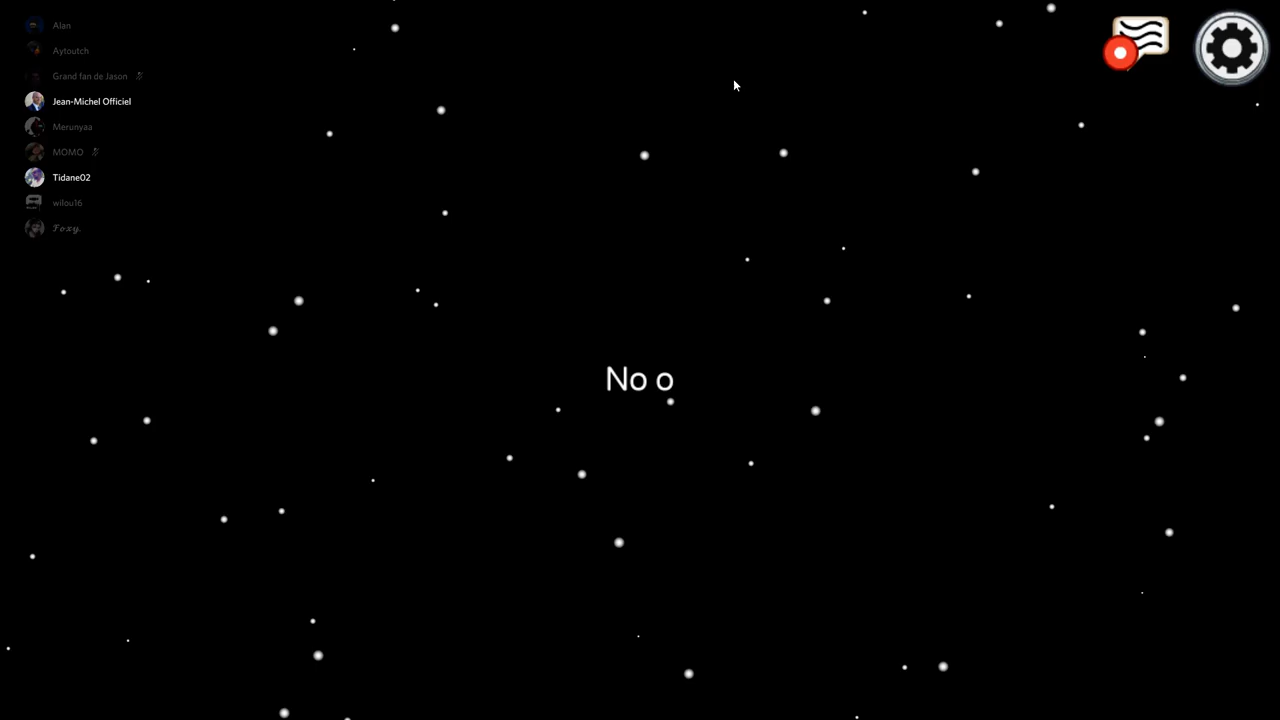 Alan
Aytoutch
Grand fan de Jason
Jean-Michel Officiel
Merunyaa
MOMO
Tidane02
wilou16
𝓕𝓸𝔁𝔂.
No o